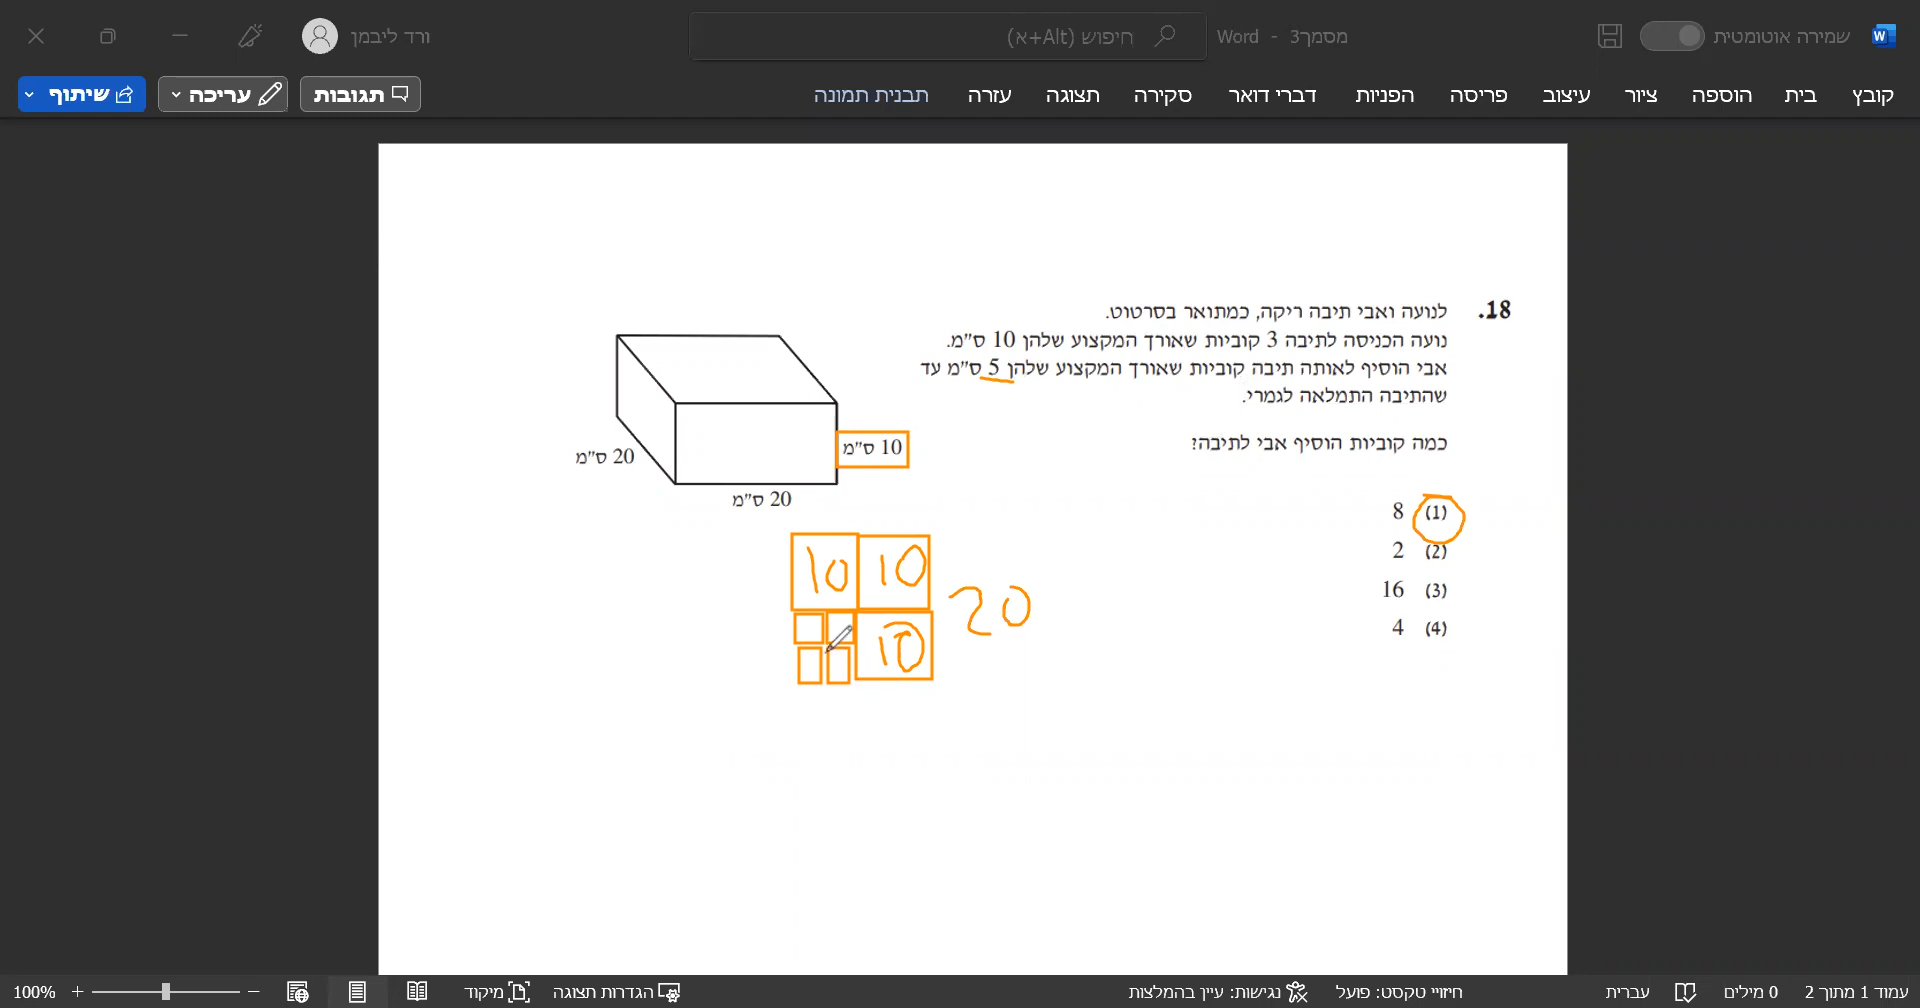 שמירה אוטומטית
מסמך3 - Word
חיפוש (Alt+א)
ורד ליבמן
קובץ
בית
הוספה
ציור
עיצוב
פריסה
הפניות
דברי דואר
סקירה
תצוגה
עזרה
תבנית תמונה
תגובות
עריכה
שיתוף
18. לנועה ואבי תיבה ריקה, כמתואר בסרטוט.
נועה הכניסה לתיבה 3 קוביות שאורך המקצוע שלהן 10 ס"מ.
אבי הוסיף לאותה תיבה קוביות שאורך המקצוע שלהן 5 ס"מ עד
שהתיבה התמלאה לגמרי.
כמה קוביות הוסיף אבי לתיבה?
(1) 8
(2) 2
(3) 16
(4) 4
10 ס"מ
20 ס"מ
20 ס"מ
10 10
10
20
עמוד 1 מתוך 2
0 מילים
עברית
חיזוי טקסט: פועל
נגישות: עיין בהמלצות
הגדרות תצוגה
מיקוד
100%